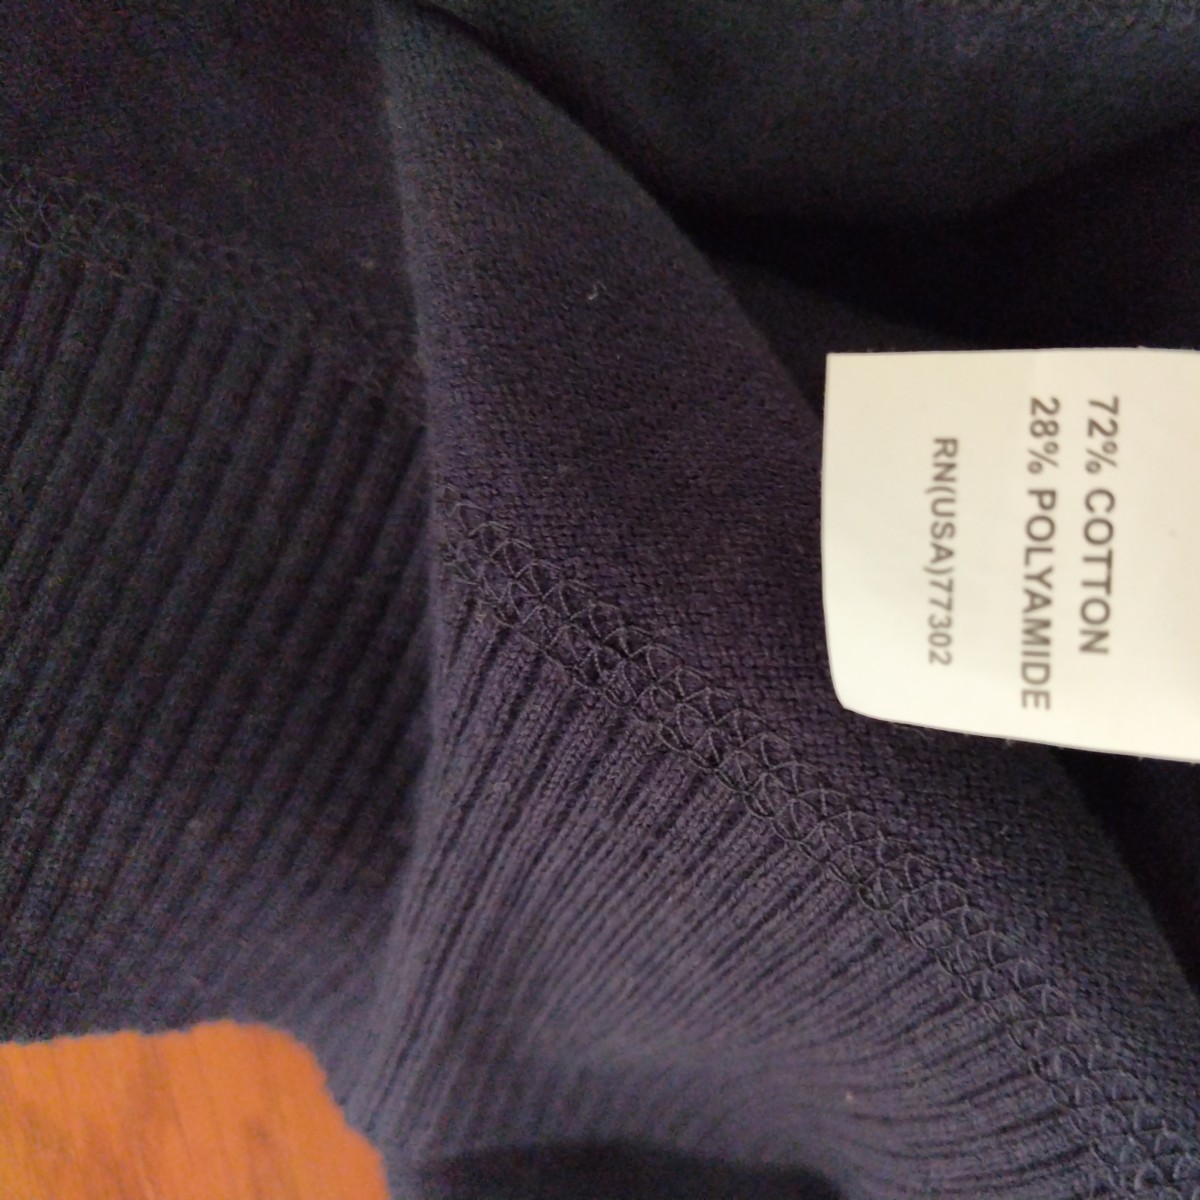 72% COTTON
28% POLYAMIDE
RN(USA)77302